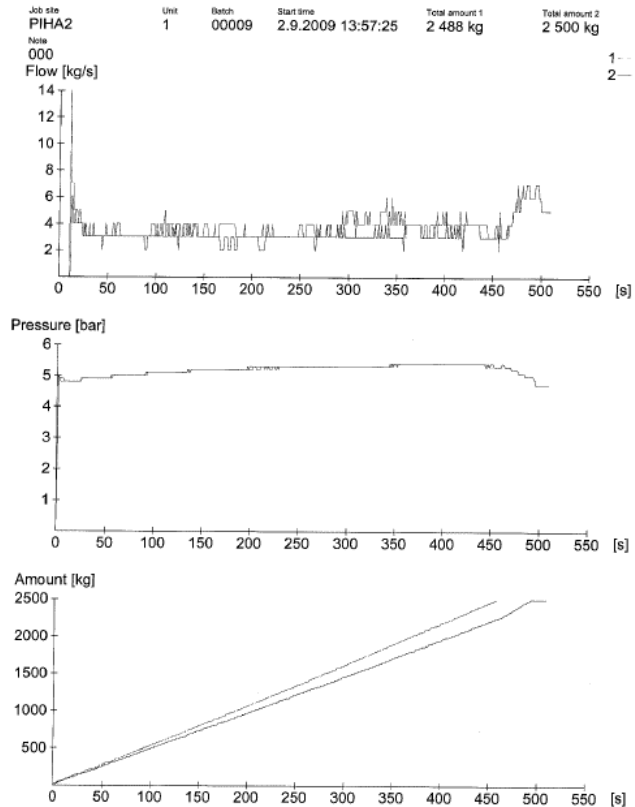 Job site Unit Batch Start time Total amount 1 Total amount 2
PIHA2 1 00009 2.9.2009 13:57:25 2 488 kg 2 500 kg
Note
000
1
2
Flow [kg/s]
14
12
10
8
6
4
2
0 50 100 150 200 250 300 350 400 450 500 550 [s]
Pressure [bar]
6
5
4
3
2
1
0 50 100 150 200 250 300 350 400 450 500 550 [s]
Amount [kg]
2500
2000
1500
1000
500
0 50 100 150 200 250 300 350 400 450 500 550 [s]